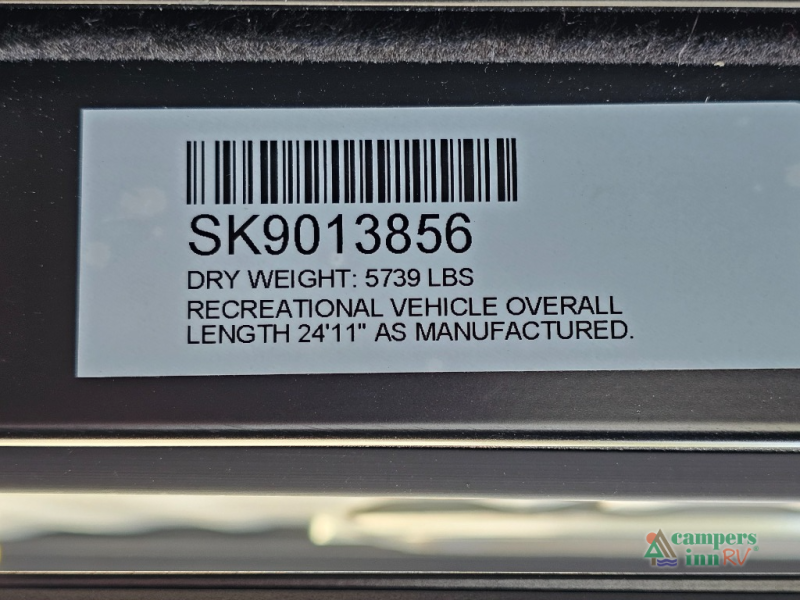 SK9013856
DRY WEIGHT: 5739 LBS
RECREATIONAL VEHICLE OVERALL
LENGTH 24'11" AS MANUFACTURED.
campers
inn RV®